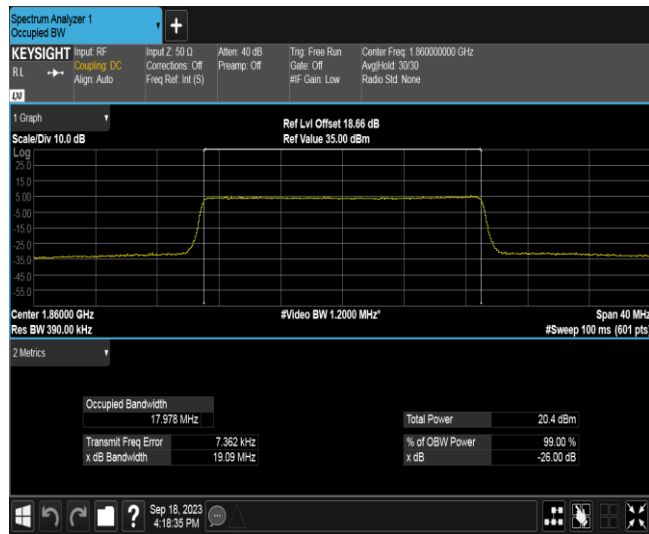 Spectrum Analyzer 1
Occupied BW
+
KEYSIGHT
RL
LXI
Input: RF
Coupling: DC
Align: Auto
Input Z: 50 Ω
Corrections: Off
Freq Ref: Int (S)
Atten: 40 dB
Preamp: Off
Trig: Free Run
Gate: Off
#IF Gain: Low
Center Freq: 1.860000000 GHz
Avg|Hold: 30/30
Radio Std: None
1 Graph
Scale/Div 10.0 dB
Ref Lvl Offset 18.66 dB
Ref Value 35.00 dBm
Log
25.0
15.0
5.00
-5.00
-15.0
-25.0
-35.0
-45.0
-55.0
Center 1.86000 GHz
Res BW 390.00 kHz
#Video BW 1.2000 MHz*
Span 40 MHz
#Sweep 100 ms (601 pts)
2 Metrics
Occupied Bandwidth
17.978 MHz
Transmit Freq Error 7.362 kHz
x dB Bandwidth 19.09 MHz
Total Power 20.4 dBm
% of OBW Power 99.00 %
x dB -26.00 dB
?
Sep 18, 2023
4:18:35 PM